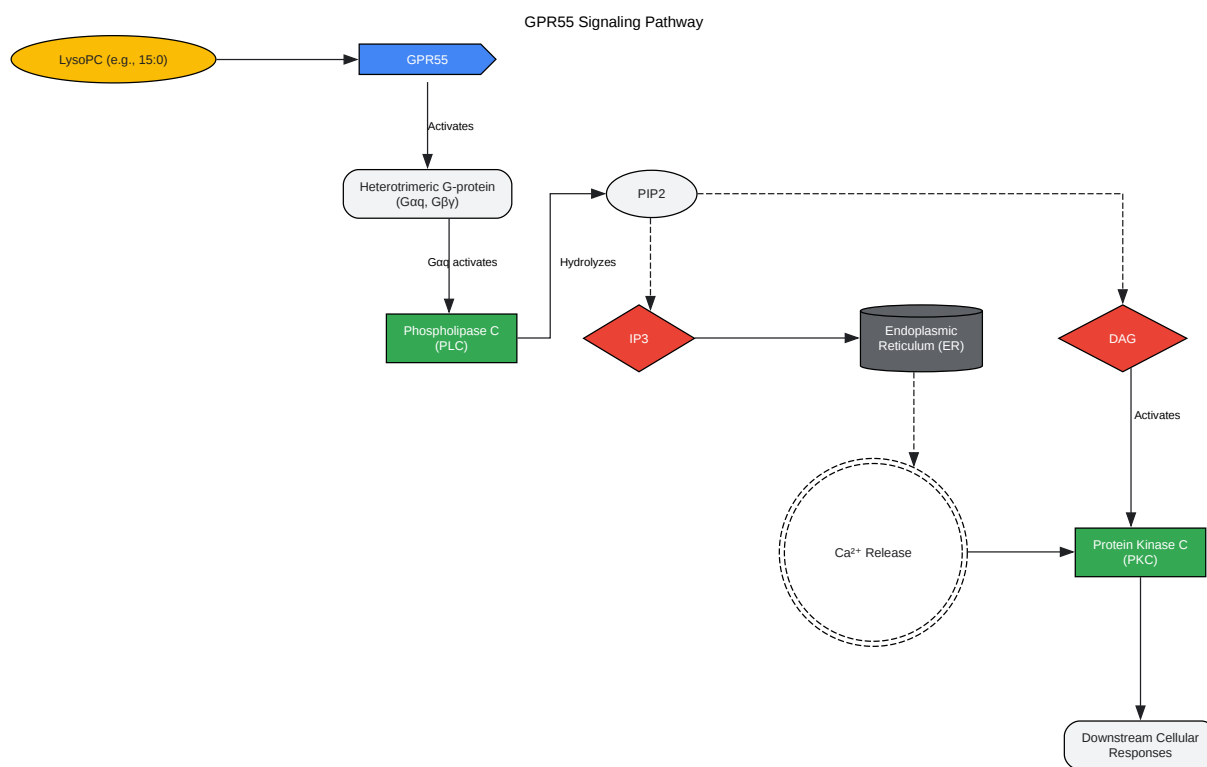 GPR55 Signaling Pathway
LysoPC (e.g., 15:0)
GPR55
Activates
Heterotrimeric G-protein
(Gαq, Gβγ)
PIP2
Gαq activates
Hydrolyzes
Phospholipase C
(PLC)
IP3
Endoplasmic
Reticulum (ER)
DAG
Activates
Ca²⁺ Release
Protein Kinase C
(PKC)
Downstream Cellular
Responses